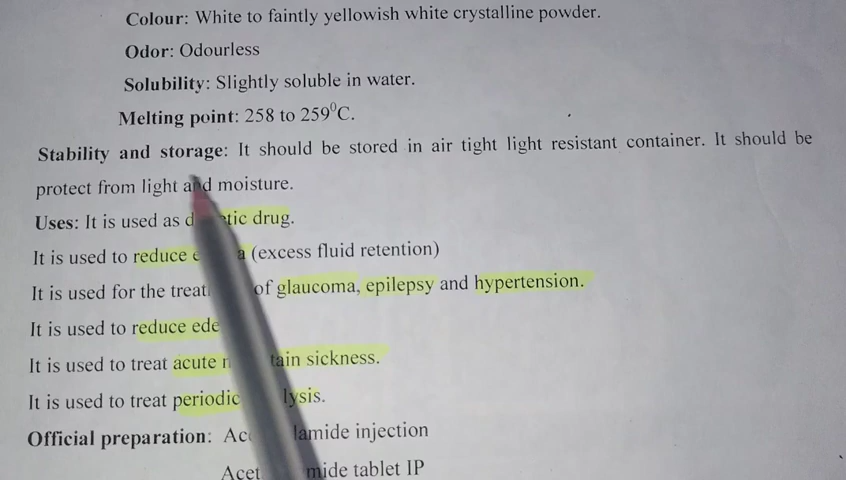 Colour: White to faintly yellowish white crystalline powder.
Odor: Odourless
Solubility: Slightly soluble in water.
Melting point: 258 to 259⁰C.
Stability and storage: It should be stored in air tight light resistant container. It should be
protect from light and moisture.
Uses: It is used as drug.
It is used to reduce (excess fluid retention)
It is used for the of glaucoma, epilepsy and hypertension.
It is used to reduce
It is used to treat acute sickness.
It is used to treat periodic
Official preparation: injection
tablet IP